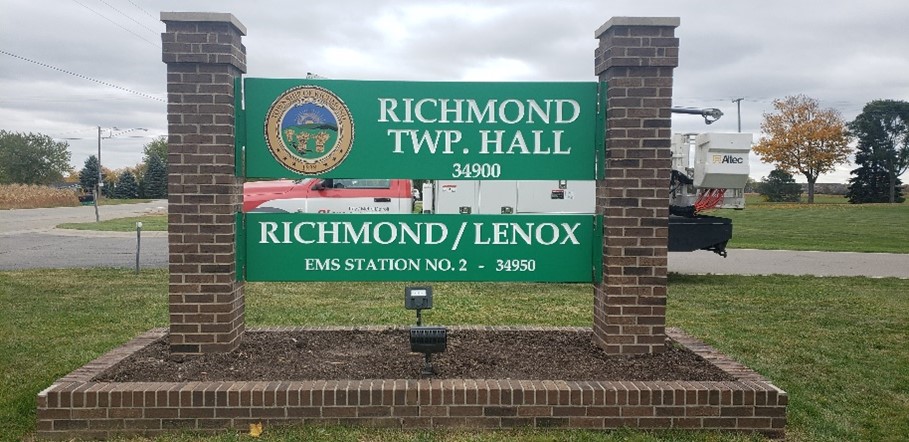 RICHMOND
TWP. HALL
34900
RICHMOND/LENOX
EMS STATION NO. 2 - 34950
Altec